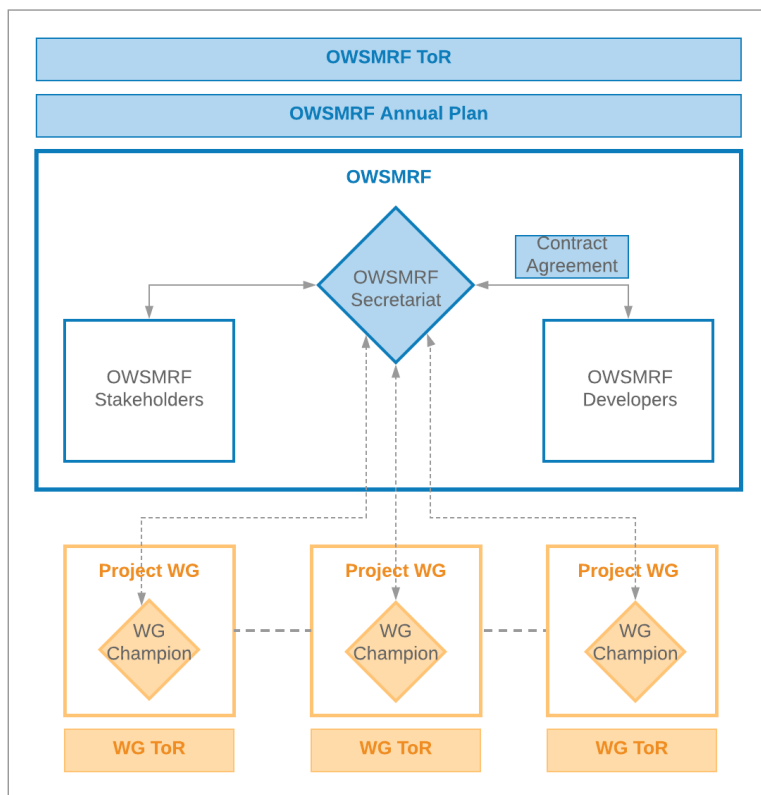 OWSMRF ToR
OWSMRF Annual Plan
OWSMRF
Contract
Agreement
OWSMRF
Secretariat
OWSMRF
Stakeholders
OWSMRF
Developers
Project WG
Project WG
Project WG
WG
Champion
WG
Champion
WG
Champion
WG ToR
WG ToR
WG ToR